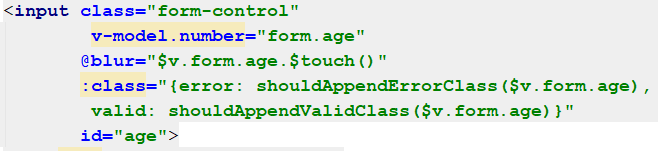 <input class="form-control"
v-model.number="form.age"
@blur="$v.form.age.$touch()"
:class="{error: shouldAppendErrorClass($v.form.age),
valid: shouldAppendValidClass($v.form.age)}"
id="age">